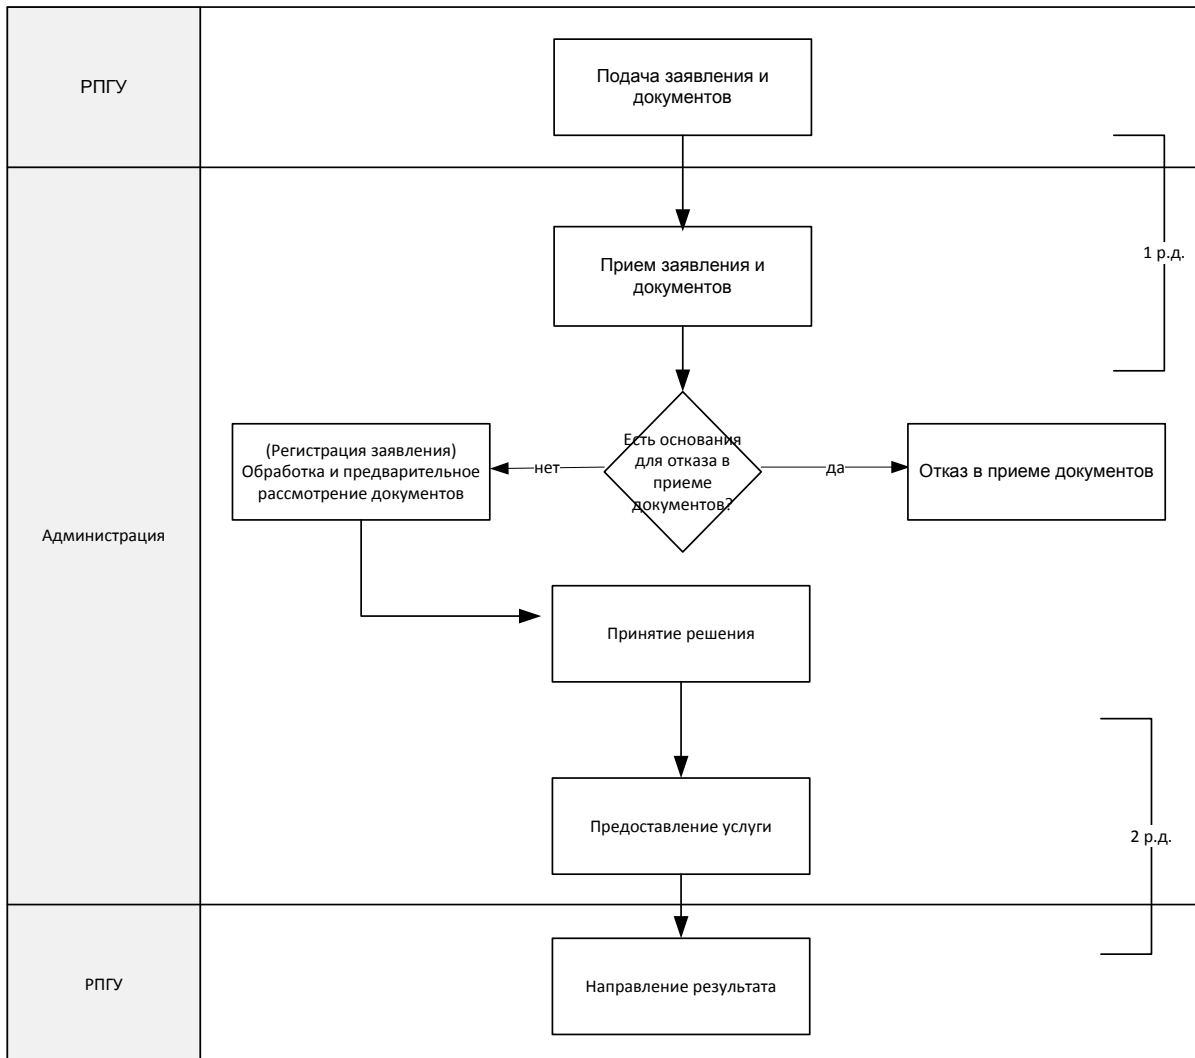 РПГУ
Подача заявления и
документов
Прием заявления и
документов
1 р.д.
Администрация
(Регистрация заявления)
Обработка и предварительное
рассмотрение документов
нет
Есть основания
для отказа в
приеме
документов?
да
Отказ в приеме документов
Принятие решения
Предоставление услуги
2 р.д.
РПГУ
Направление результата